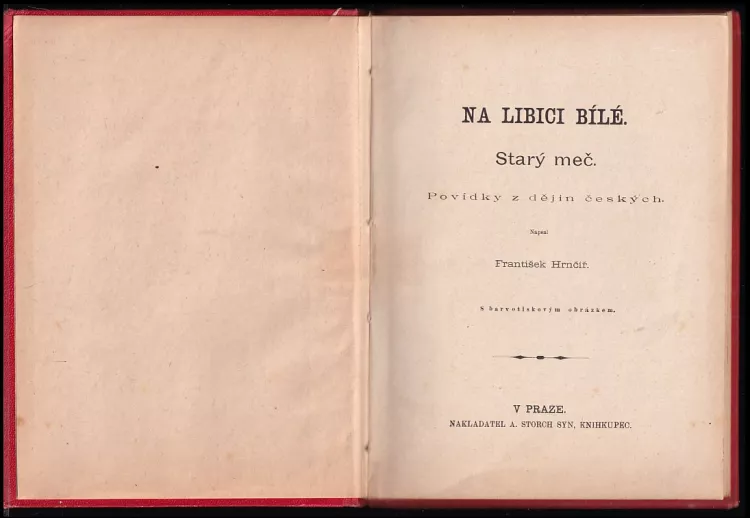 NA LIBICI BÍLÉ.
Starý meč.
Povídky z dějin českých.
Napsal
František Hrnčíř.
S barvotiskovým obrázkem.
V PRAZE.
NAKLADATEL A. STORCH SYN, KNIHKUPEC.